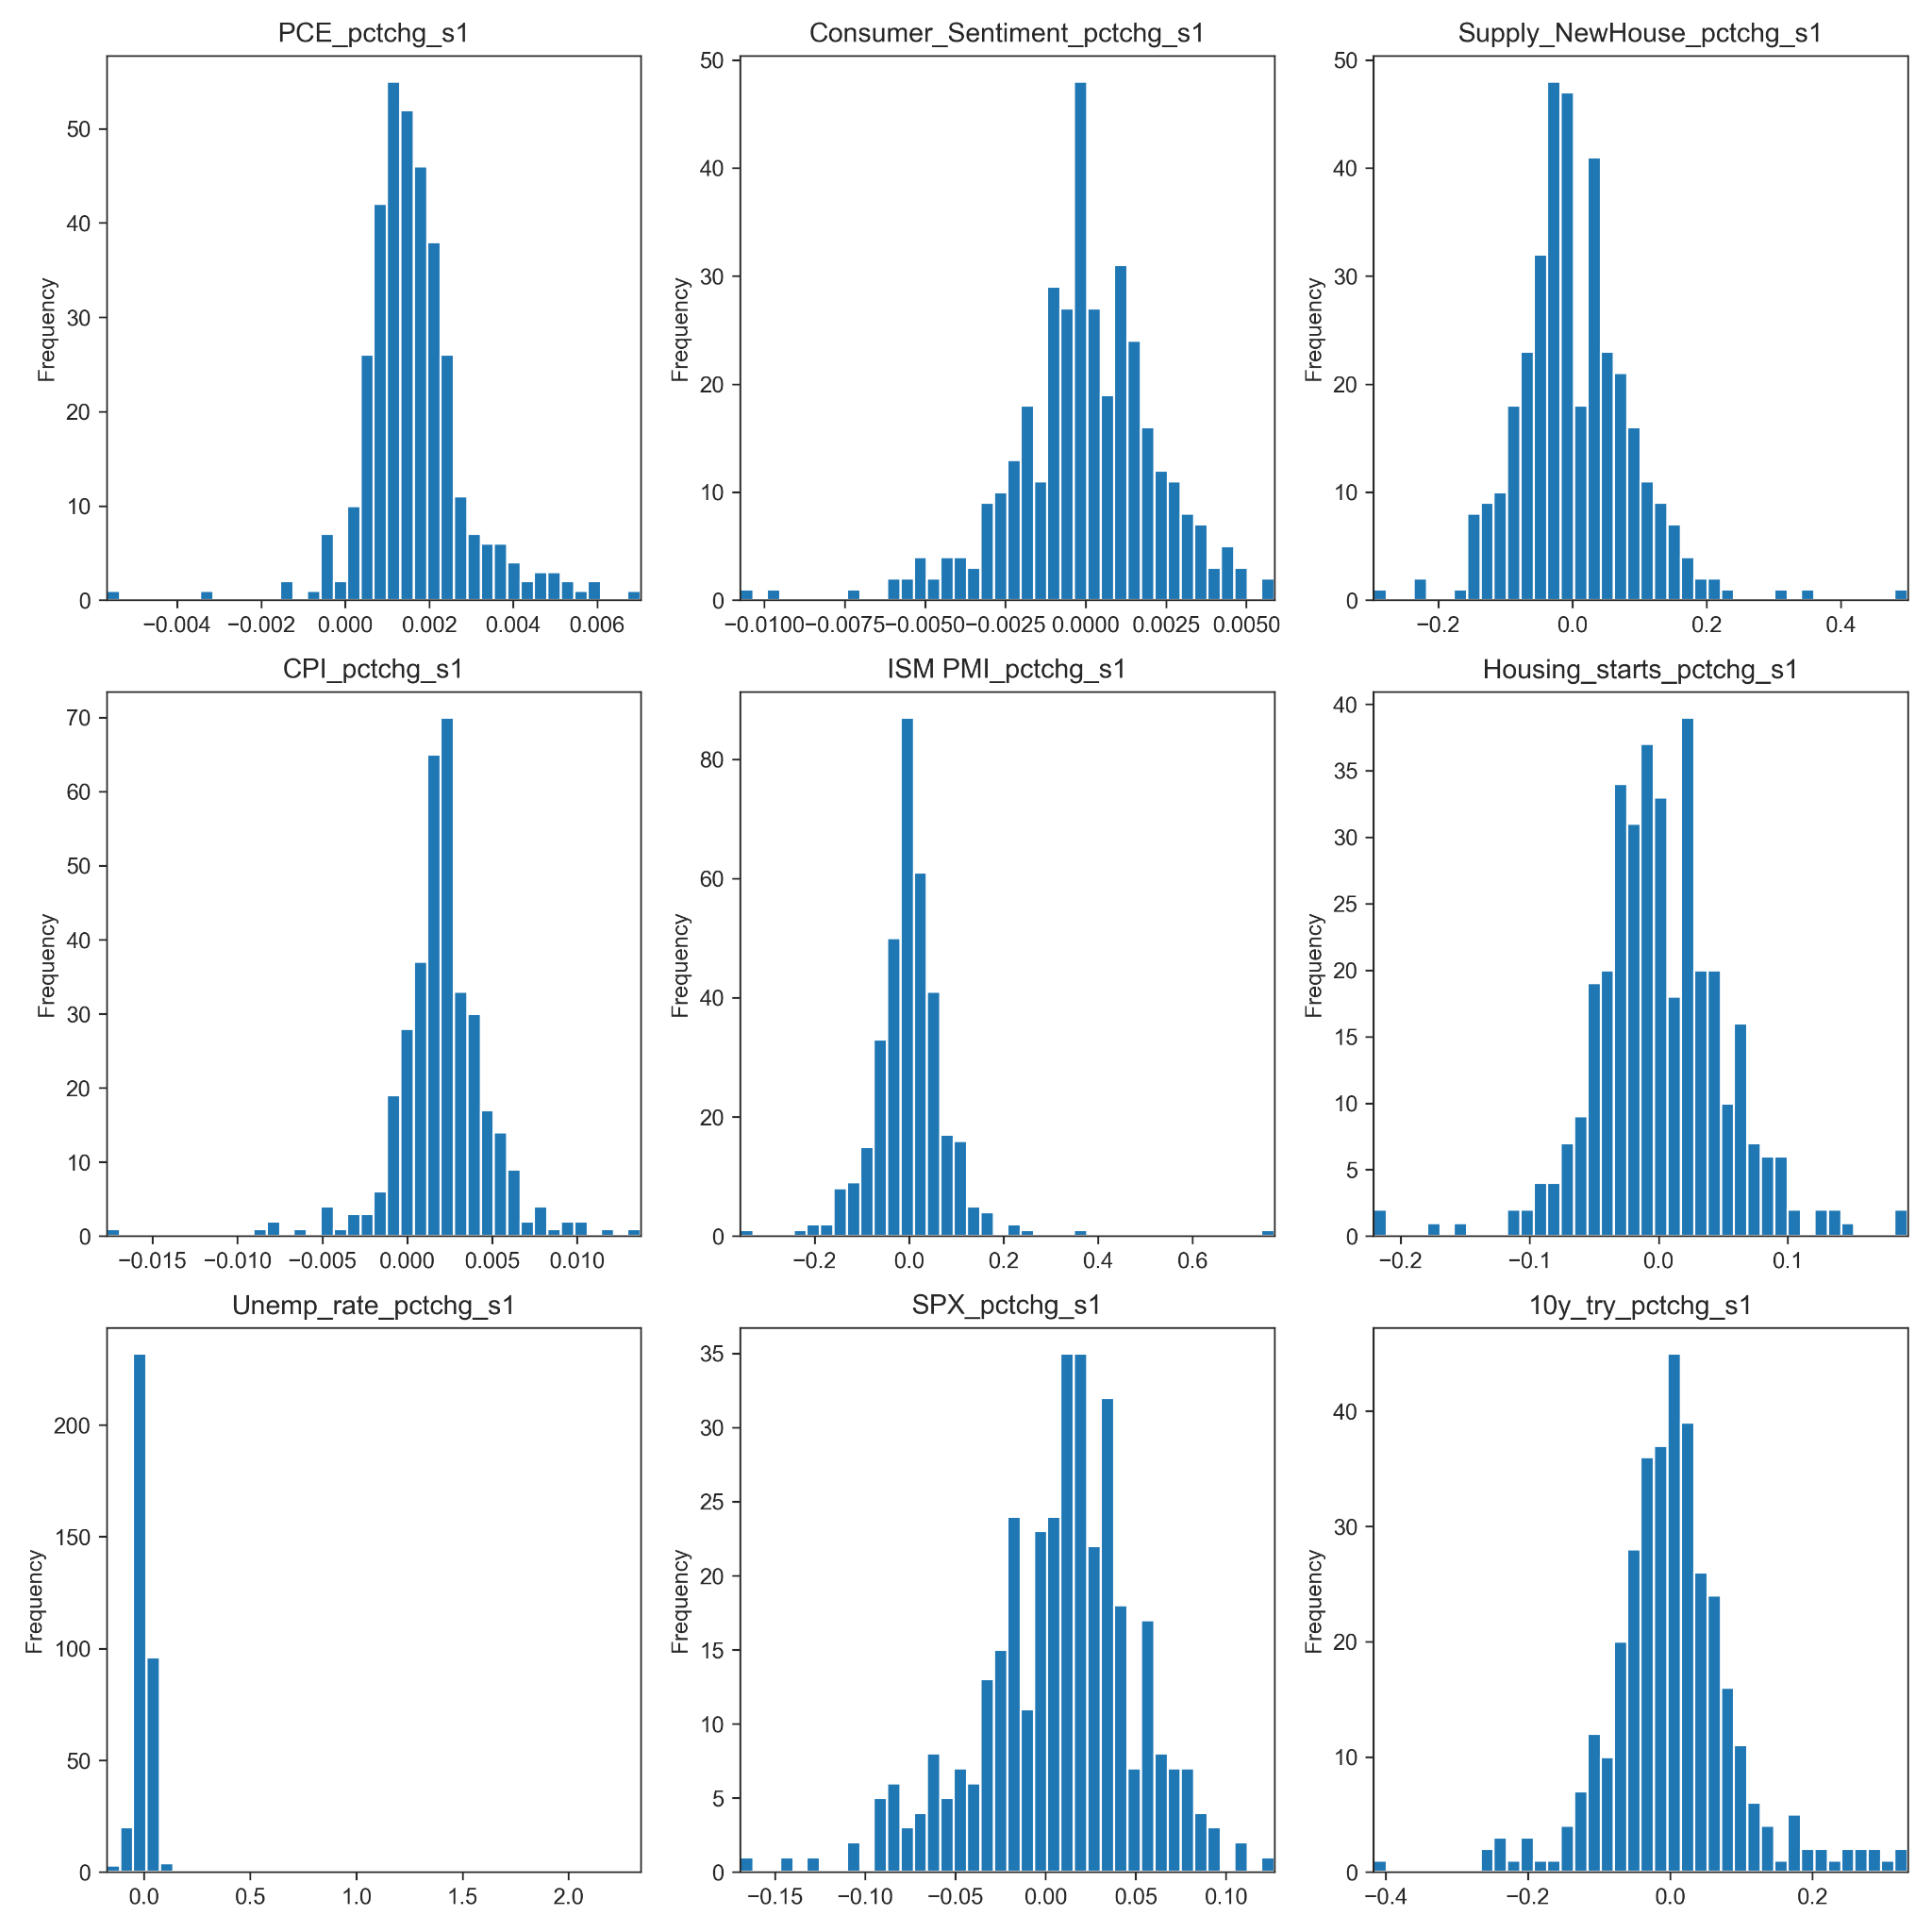 PCE_pctchg_s1
Consumer_Sentiment_pctchg_s1
Supply_NewHouse_pctchg_s1
Frequency
50
40
30
20
10
0
−0.004 −0.002 0.000 0.002 0.004 0.006
Frequency
50
40
30
20
10
0
−0.0100 −0.0075 −0.0050 −0.0025 0.0000 0.0025 0.0050
Frequency
50
40
30
20
10
0
−0.2 0.0 0.2 0.4
CPI_pctchg_s1
ISM PMI_pctchg_s1
Housing_starts_pctchg_s1
Frequency
70
60
50
40
30
20
10
0
−0.015 −0.010 −0.005 0.000 0.005 0.010
Frequency
80
60
40
20
0
−0.2 0.0 0.2 0.4 0.6
Frequency
40
35
30
25
20
15
10
5
0
−0.2 −0.1 0.0 0.1
Unemp_rate_pctchg_s1
SPX_pctchg_s1
10y_try_pctchg_s1
Frequency
200
150
100
50
0
0.0 0.5 1.0 1.5 2.0
Frequency
35
30
25
20
15
10
5
0
−0.15 −0.10 −0.05 0.00 0.05 0.10
Frequency
40
30
20
10
0
−0.4 −0.2 0.0 0.2